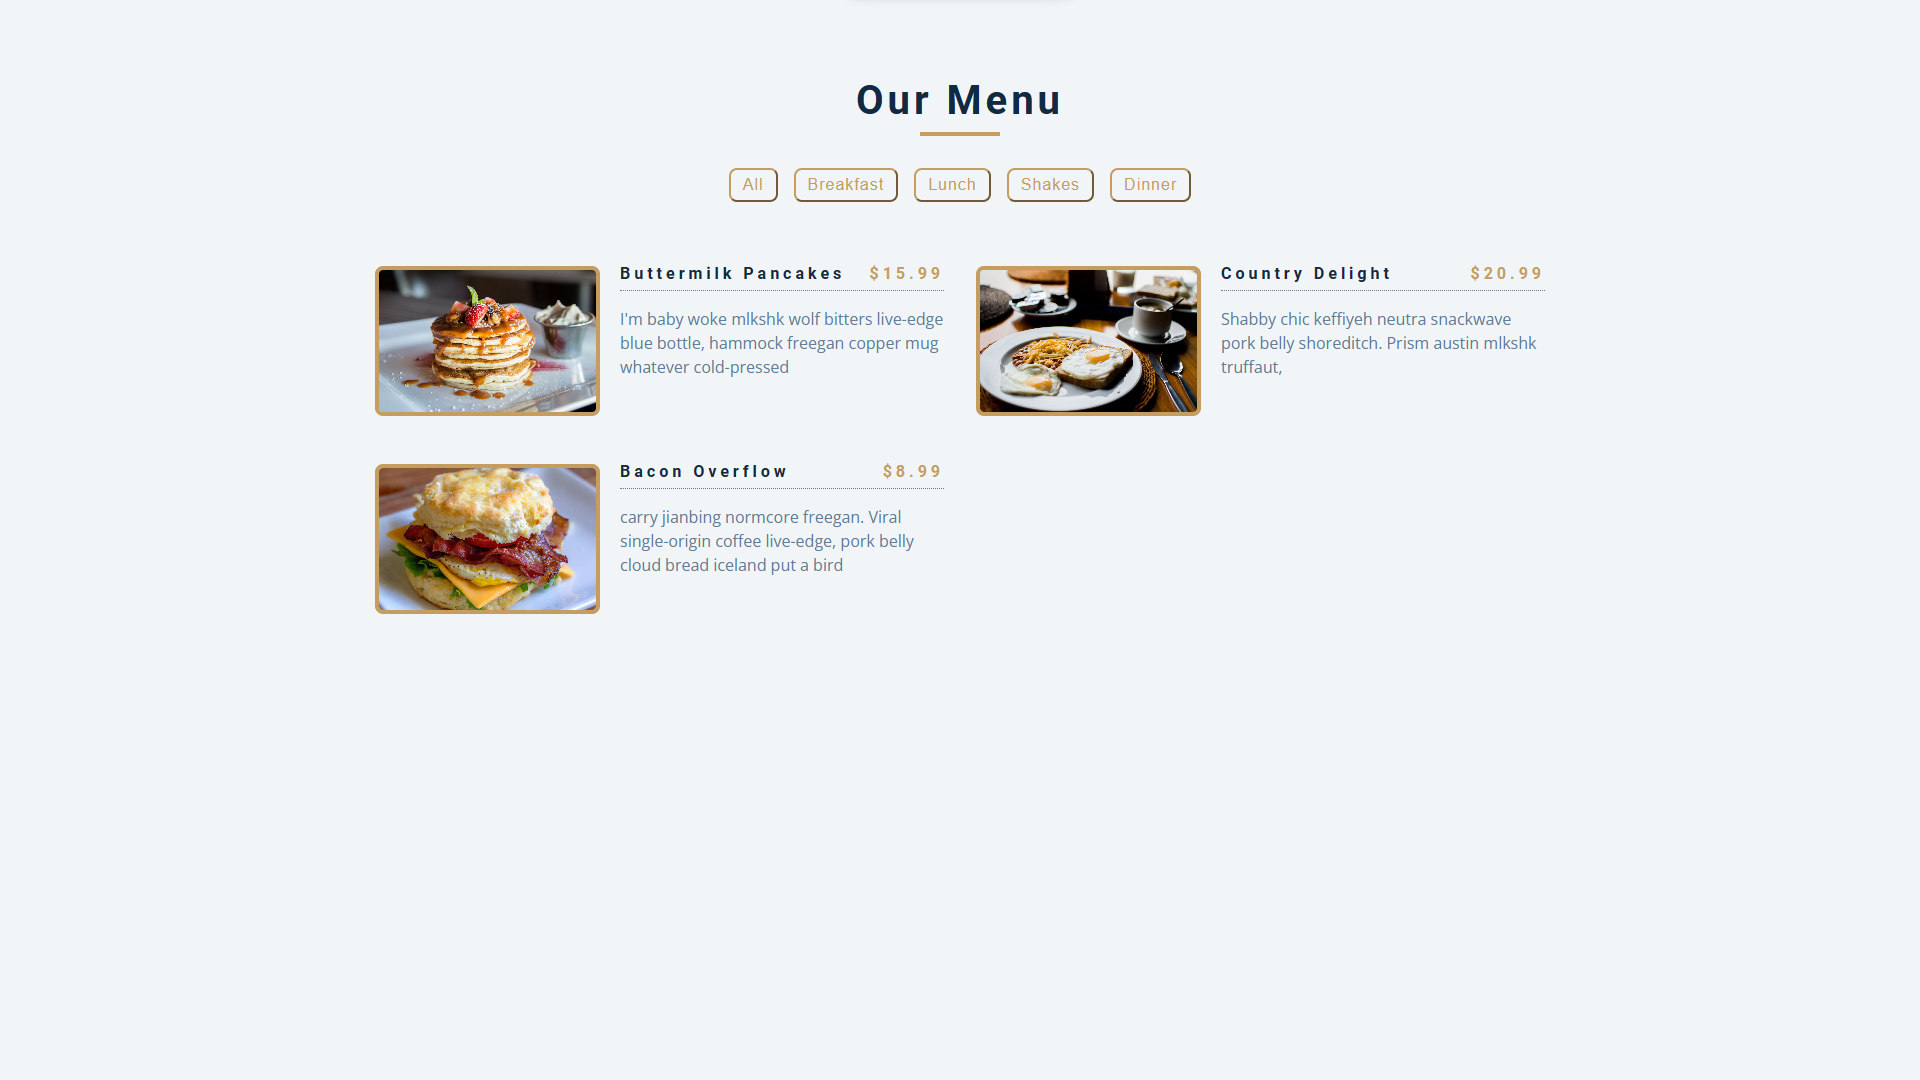 Our Menu
All Breakfast Lunch Shakes Dinner
Buttermilk Pancakes $15.99
I'm baby woke mlkshk wolf bitters live-edge
blue bottle, hammock freegan copper mug
whatever cold-pressed
Country Delight $20.99
Shabby chic keffiyeh neutra snackwave
pork belly shoreditch. Prism austin mlkshk
truffaut,
Bacon Overflow $8.99
carry jianbing normcore freegan. Viral
single-origin coffee live-edge, pork belly
cloud bread iceland put a bird